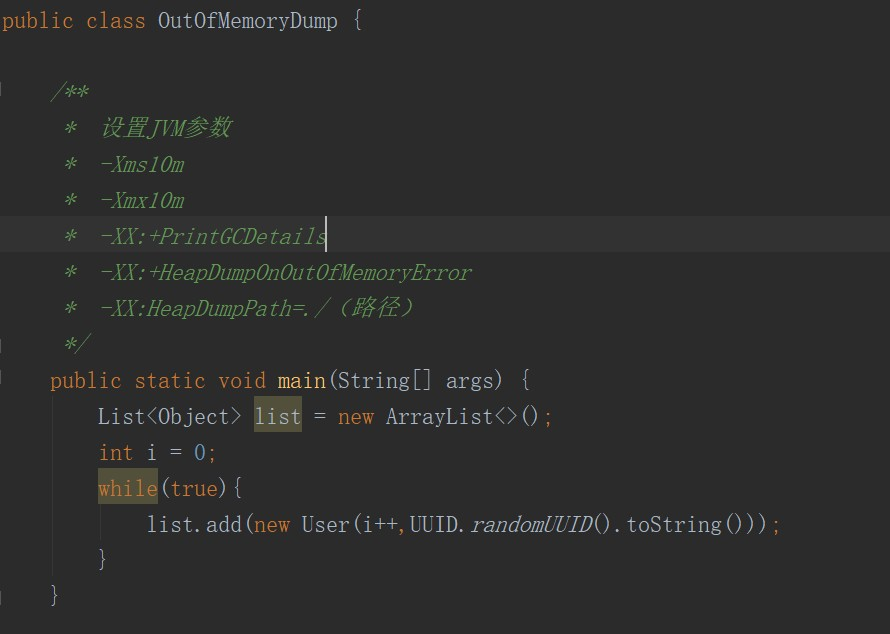 public class OutOfMemoryDump {
/**
* 设置JVM参数
* -Xms10m
* -Xmx10m
* -XX:+PrintGCDetails
* -XX:+HeapDumpOnOutOfMemoryError
* -XX:HeapDumpPath=./（路径）
*/
public static void main(String[] args) {
List<Object> list = new ArrayList<>();
int i = 0;
while(true){
list.add(new User(i++,UUID.randomUUID().toString()));
}
}